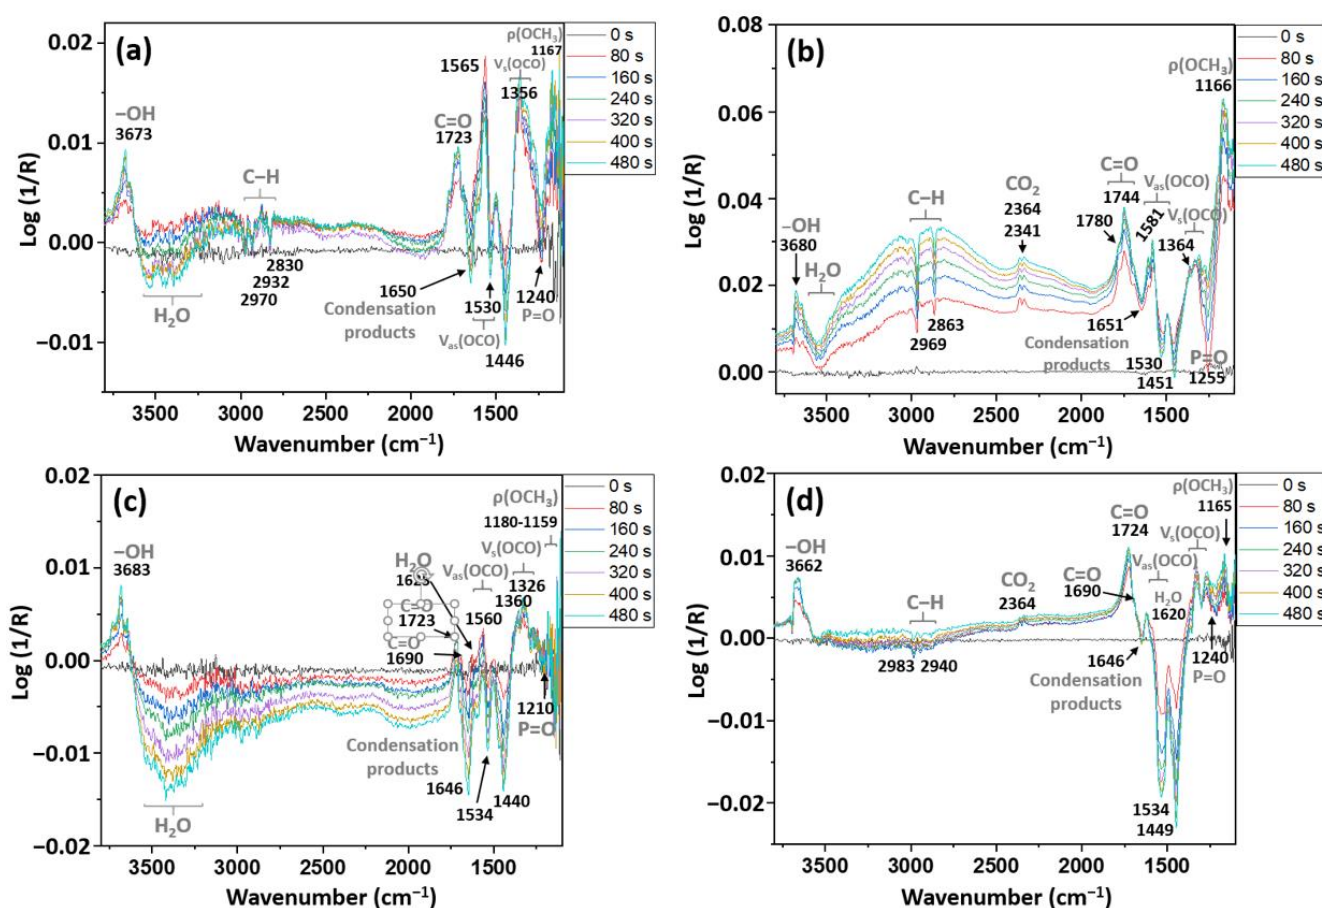 (a)
0.02
0.01
0.00
−0.01
Log (1/R)
3500
3000
2500
2000
1500
Wavenumber (cm⁻¹)
−OH
3673
H₂O
C−H
2830
2932
2970
C=O
1723
1565
ρ(OCH₃)
1167
Vₛ(OCO)
1356
1650
Condensation
products
1530
Vₐₛ(OCO)
1446
1240
P=O
0 s
80 s
160 s
240 s
320 s
400 s
480 s
(b)
0.08
0.06
0.04
0.02
0.00
Log (1/R)
3500
3000
2500
2000
1500
Wavenumber (cm⁻¹)
−OH
3680
H₂O
C−H
2863
2969
CO₂
2364
2341
C=O
1744
1780
Vₐₛ(OCO)
1581
Vₛ(OCO)
1364
ρ(OCH₃)
1166
1651
Condensation
products
1530
1451
P=O
1255
0 s
80 s
160 s
240 s
320 s
400 s
480 s
(c)
0.02
0.01
0.00
−0.01
−0.02
Log (1/R)
3500
3000
2500
2000
1500
Wavenumber (cm⁻¹)
−OH
3683
H₂O
H₂O
C=O
1723
C=O
1690
Vₐₛ(OCO)
1560
Vₛ(OCO)
1326
1360
ρ(OCH₃)
1180-1159
1210
P=O
Condensation
products
1646
1534
1440
0 s
80 s
160 s
240 s
320 s
400 s
480 s
(d)
0.02
0.01
0.00
−0.01
−0.02
Log (1/R)
3500
3000
2500
2000
1500
Wavenumber (cm⁻¹)
−OH
3662
C−H
2983
2940
CO₂
2364
C=O
1690
C=O
1724
Vₐₛ(OCO)
H₂O
1620
Vₛ(OCO)
ρ(OCH₃)
1165
1646
Condensation
products
1240
P=O
1534
1449
0 s
80 s
160 s
240 s
320 s
400 s
480 s